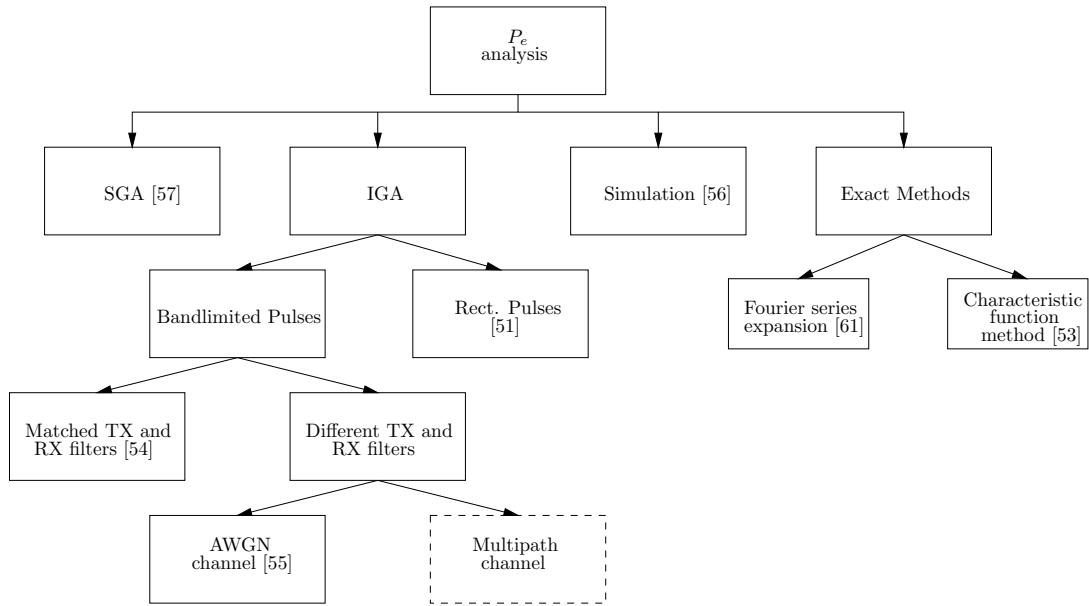 P_e
analysis
SGA [57]
IGA
Simulation [56]
Exact Methods
Bandlimited Pulses
Rect. Pulses
[51]
Fourier series
expansion [61]
Characteristic
function
method [53]
Matched TX and
RX filters [54]
Different TX and
RX filters
AWGN
channel [55]
Multipath
channel